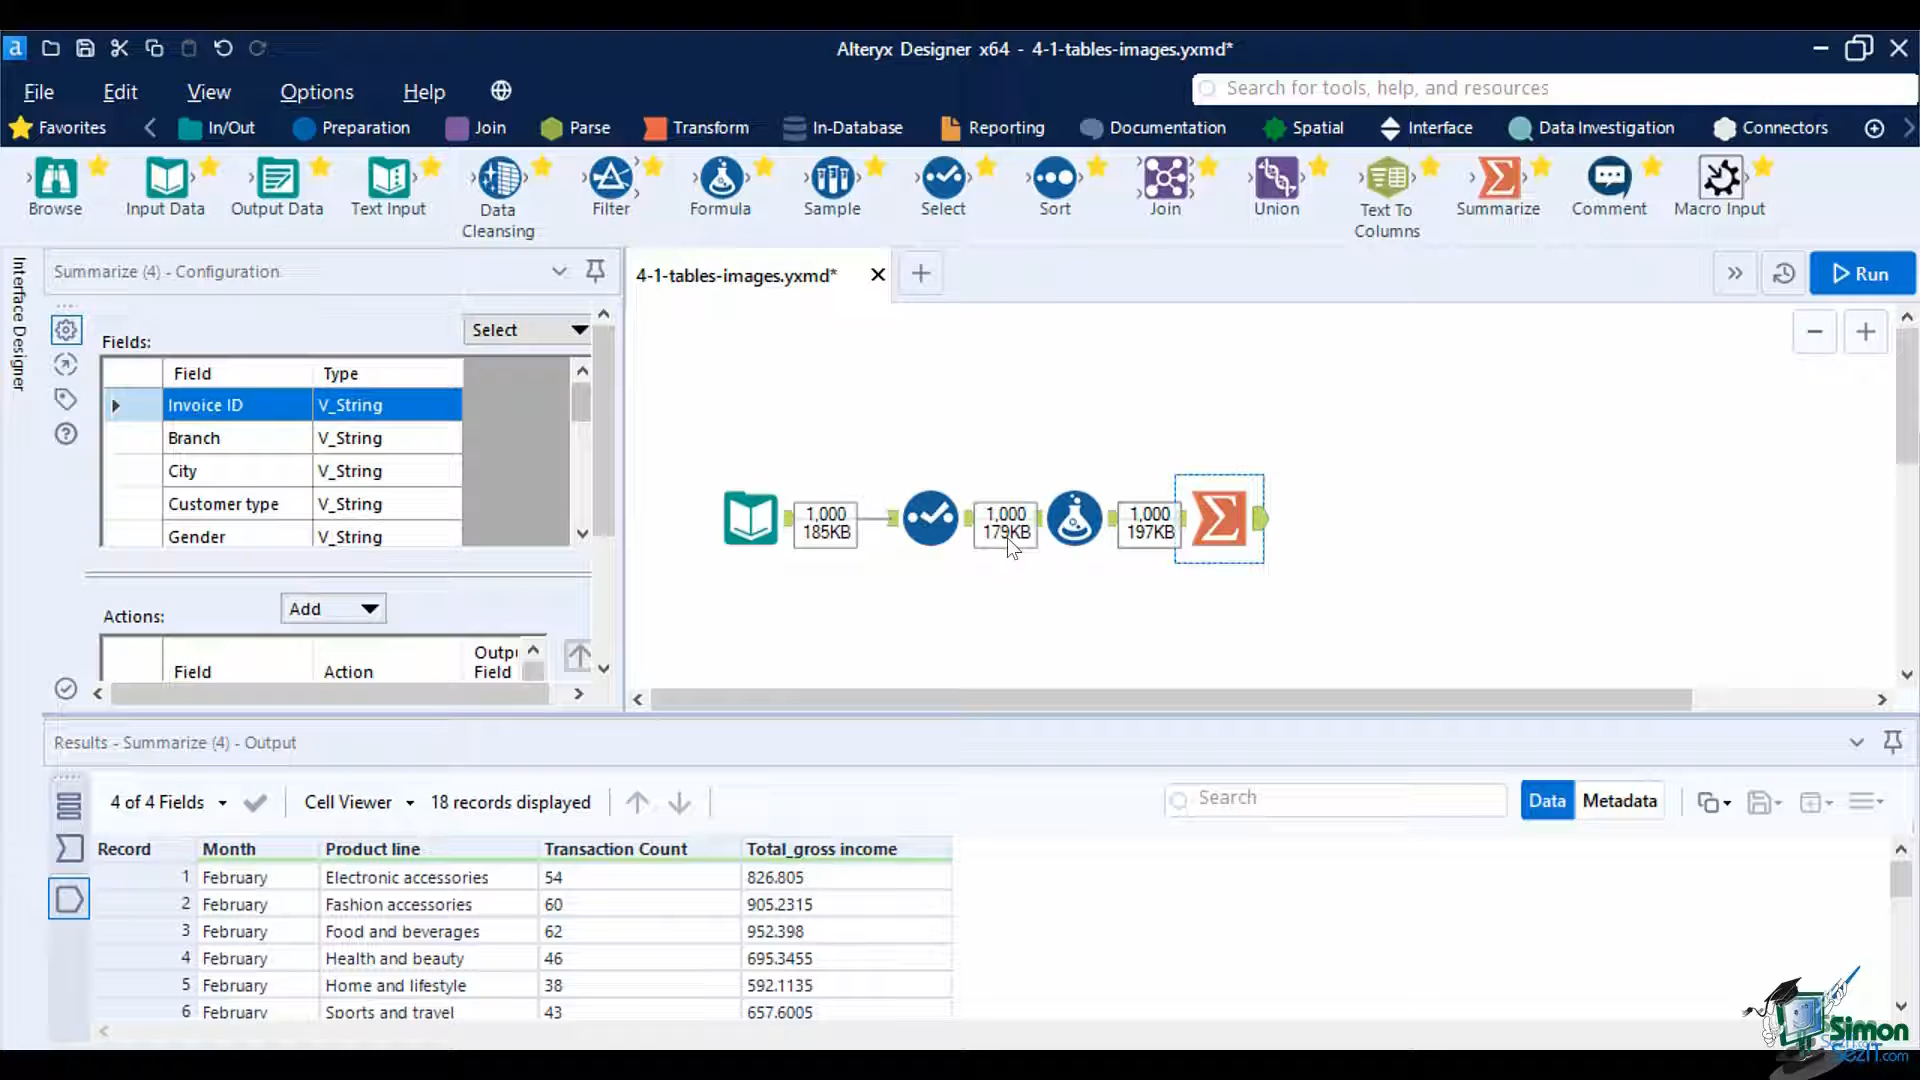 a
Alteryx Designer x64 - 4-1-tables-images.yxmd*
File Edit View Options Help
Search for tools, help, and resources
Favorites In/Out Preparation Join Parse Transform In-Database Reporting Documentation Spatial Interface Data Investigation Connectors
Browse Input Data Output Data Text Input Data Cleansing Filter Formula Sample Select Sort Join Union Text To Columns Summarize Comment Macro Input
Interface Designer
Summarize (4) - Configuration
4-1-tables-images.yxmd*
Run
Fields:
Select
Field Type
Invoice ID V_String
Branch V_String
City V_String
Customer type V_String
Gender V_String
1,000
185KB
1,000
179KB
1,000
197KB
Actions:
Add
Field Action Outpu Field
Results - Summarize (4) - Output
4 of 4 Fields Cell Viewer 18 records displayed
Search
Data Metadata
Record Month Product line Transaction Count Total_gross income
1 February Electronic accessories 54 826.805
2 February Fashion accessories 60 905.2315
3 February Food and beverages 62 952.398
4 February Health and beauty 46 695.3455
5 February Home and lifestyle 38 592.1135
6 February Sports and travel 43 657.6005
Simon
SezIT.com